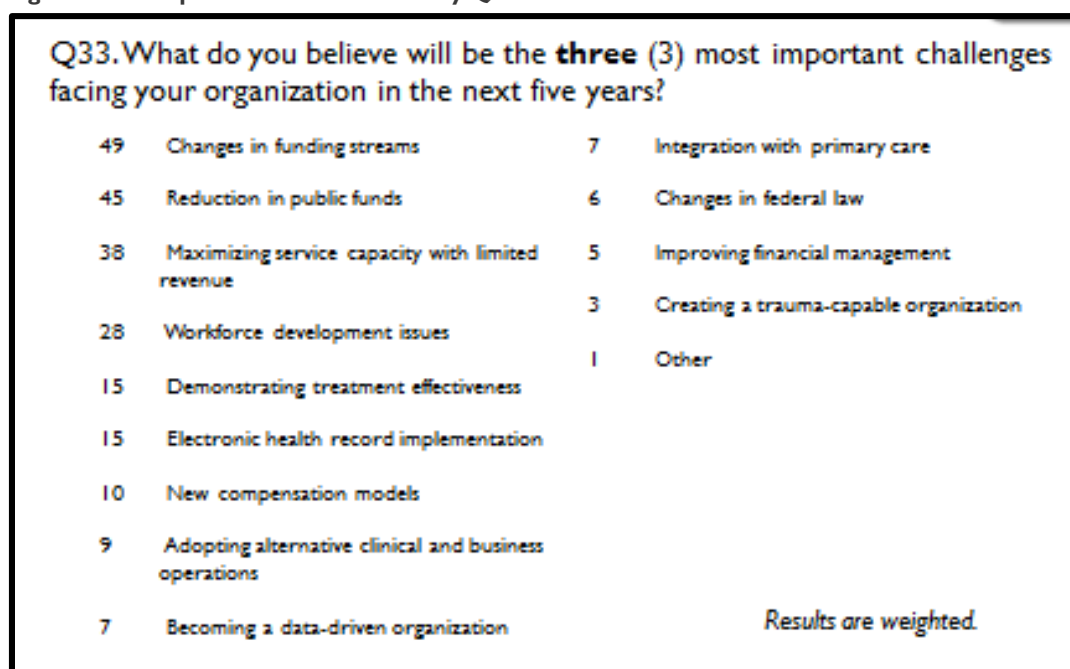 Q33. What do you believe will be the three (3) most important challenges
facing your organization in the next five years?
49 Changes in funding streams
45 Reduction in public funds
38 Maximizing service capacity with limited
revenue
28 Workforce development issues
15 Demonstrating treatment effectiveness
15 Electronic health record implementation
10 New compensation models
9 Adopting alternative clinical and business
operations
7 Becoming a data-driven organization
7 Integration with primary care
6 Changes in federal law
5 Improving financial management
3 Creating a trauma-capable organization
1 Other
Results are weighted.